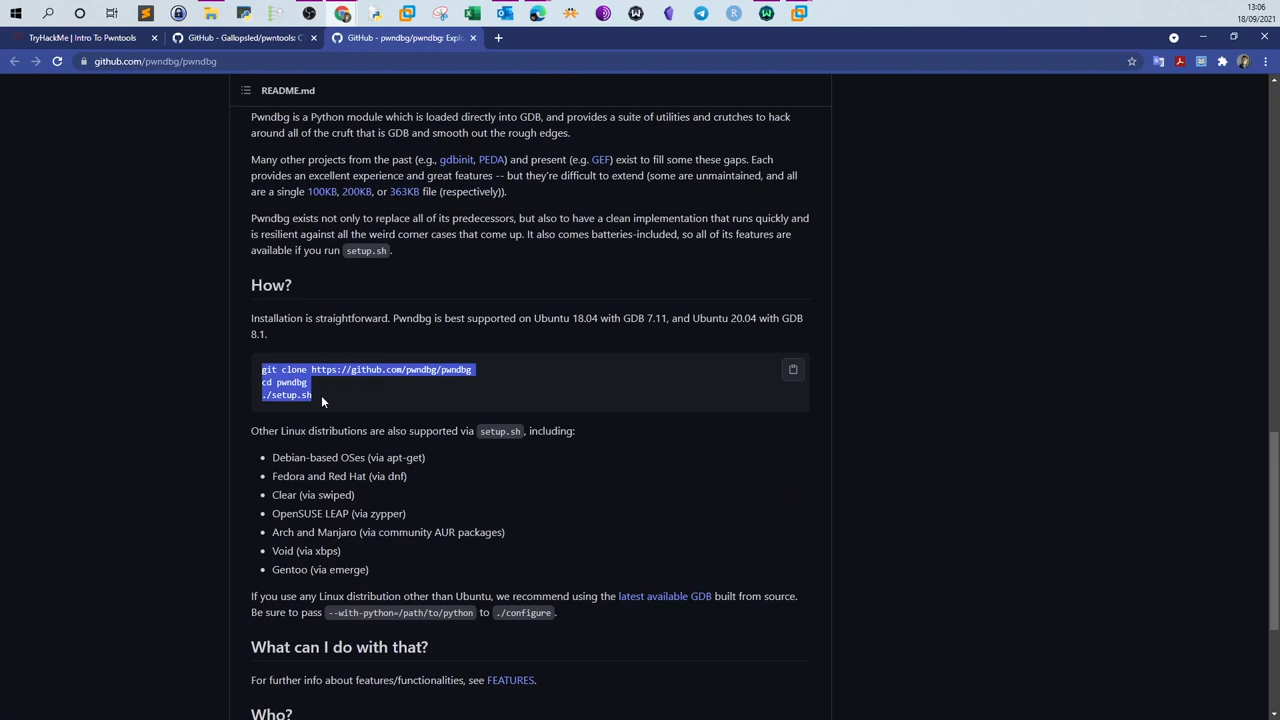 13:06
18/09/2021
TryHackMe | Intro To Pwntools
GitHub - Gallopsled/pwntools: C
GitHub - pwndbg/pwndbg: Explo
github.com/pwndbg/pwndbg
README.md
Pwndbg is a Python module which is loaded directly into GDB, and provides a suite of utilities and crutches to hack
around all of the cruft that is GDB and smooth out the rough edges.
Many other projects from the past (e.g., gdbinit, PEDA) and present (e.g. GEF) exist to fill some these gaps. Each
provides an excellent experience and great features -- but they're difficult to extend (some are unmaintained, and all
are a single 100KB, 200KB, or 363KB file (respectively)).
Pwndbg exists not only to replace all of its predecessors, but also to have a clean implementation that runs quickly and
is resilient against all the weird corner cases that come up. It also comes batteries-included, so all of its features are
available if you run setup.sh.
How?
Installation is straightforward. Pwndbg is best supported on Ubuntu 18.04 with GDB 7.11, and Ubuntu 20.04 with GDB
8.1.
git clone https://github.com/pwndbg/pwndbg
cd pwndbg
./setup.sh
Other Linux distributions are also supported via setup.sh, including:
Debian-based OSes (via apt-get)
Fedora and Red Hat (via dnf)
Clear (via swiped)
OpenSUSE LEAP (via zypper)
Arch and Manjaro (via community AUR packages)
Void (via xbps)
Gentoo (via emerge)
If you use any Linux distribution other than Ubuntu, we recommend using the latest available GDB built from source.
Be sure to pass --with-python=/path/to/python to ./configure.
What can I do with that?
For further info about features/functionalities, see FEATURES.
Who?